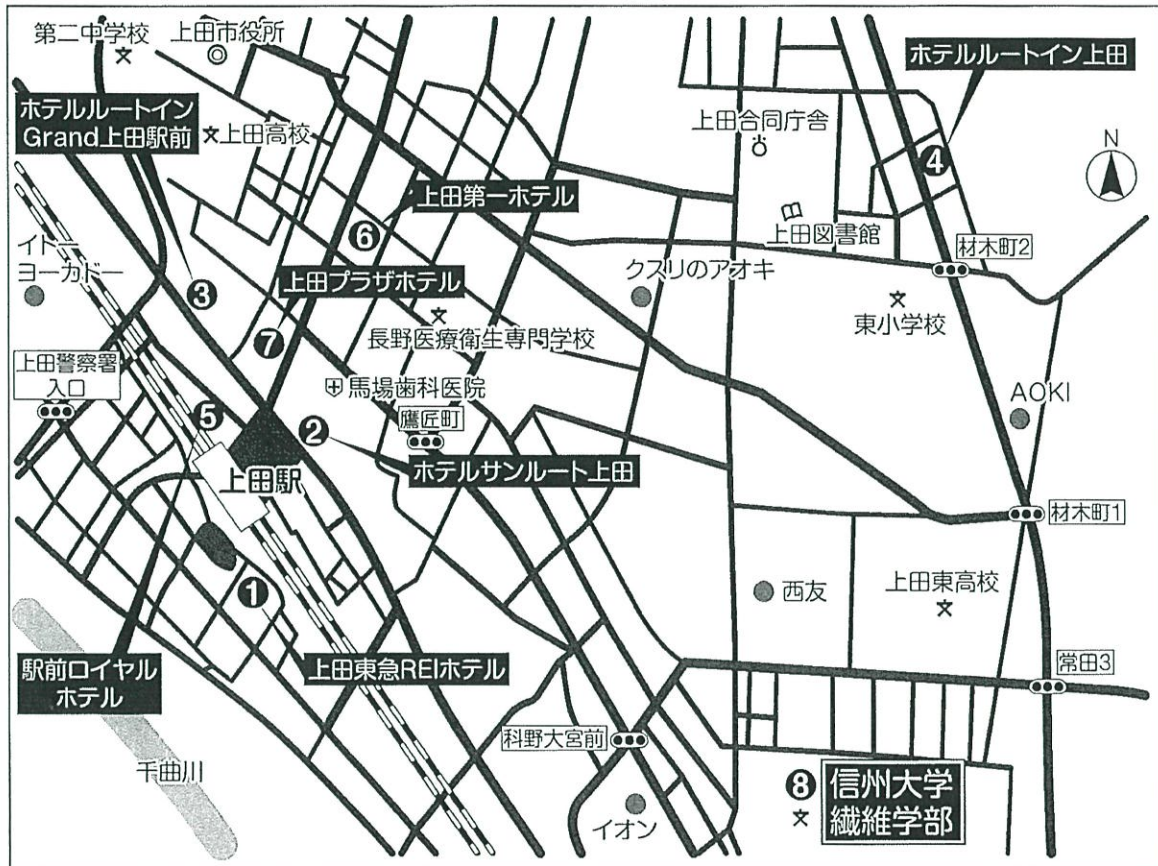 第二中学校
上田市役所
ホテルルートイン
Grand上田駅前
上田高校
ホテルルートイン上田
上田合同庁舎
N
❹
上田第一ホテル
❻
上田図書館
材木町2
イトー
ヨーカドー
❸
上田プラザホテル
クスリのアオキ
東小学校
❼
長野医療衛生専門学校
上田警察署
入口
馬場歯科医院
AOKI
❺
❷
鷹匠町
上田駅
ホテルサンルート上田
材木町1
❶
西友
上田東高校
駅前ロイヤル
ホテル
上田東急REIホテル
常田3
科野大宮前
千曲川
❽
信州大学
繊維学部
イオン